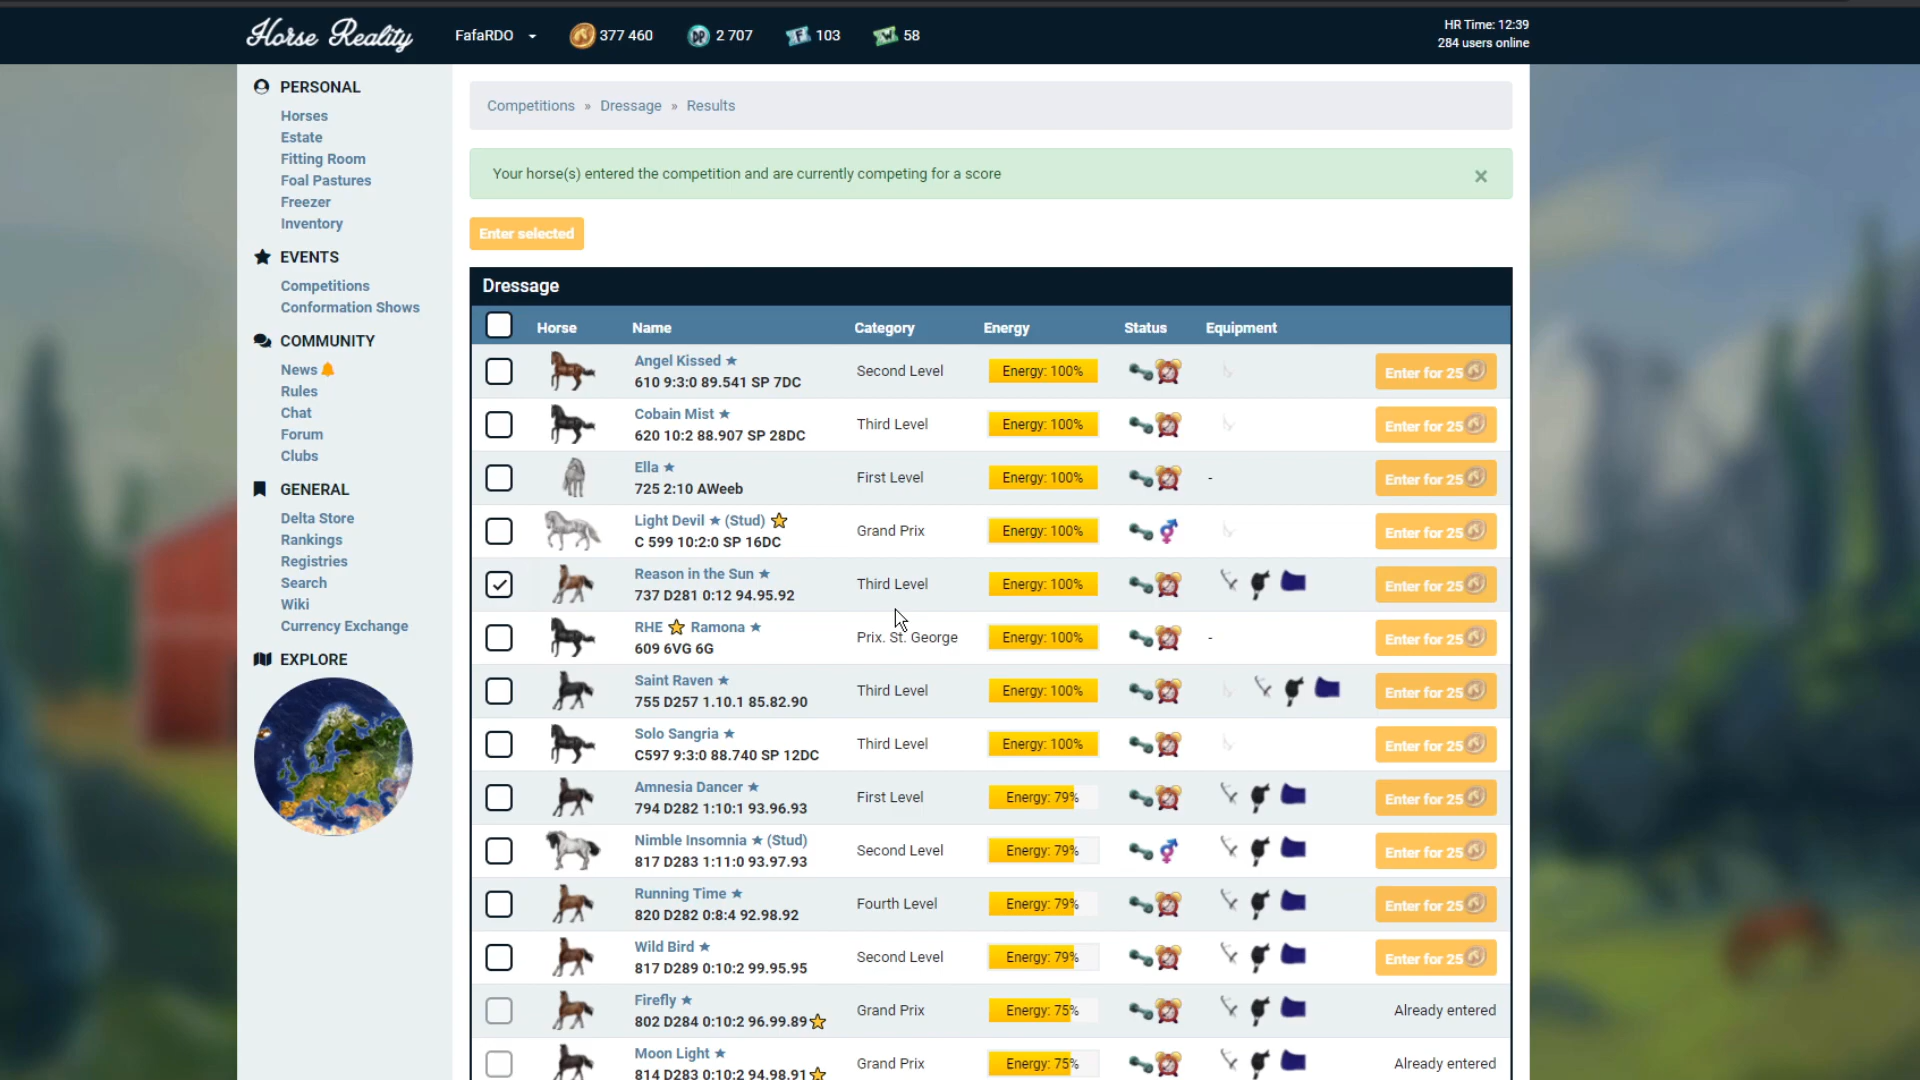 Horse Reality
FafaRDO 377 460 2 707 103 58
HR Time: 12:39
284 users online
PERSONAL
Horses
Estate
Fitting Room
Foal Pastures
Freezer
Inventory
EVENTS
Competitions
Conformation Shows
COMMUNITY
News
Rules
Chat
Forum
Clubs
GENERAL
Delta Store
Rankings
Registries
Search
Wiki
Currency Exchange
EXPLORE
Competitions » Dressage » Results
Your horse(s) entered the competition and are currently competing for a score
×
Enter selected
Dressage
Horse Name Category Energy Status Equipment
Angel Kissed
610 9:3:0 89.541 SP 7DC
Second Level Energy: 100% Enter for 25
Cobain Mist
620 10:2 88.907 SP 28DC
Third Level Energy: 100% Enter for 25
Ella
725 2:10 AWeeb
First Level Energy: 100% - Enter for 25
Light Devil (Stud)
C 599 10:2:0 SP 16DC
Grand Prix Energy: 100% Enter for 25
Reason in the Sun
737 D281 0:12 94.95.92
Third Level Energy: 100% Enter for 25
RHE Ramona
609 6VG 6G
Prix. St. George Energy: 100% - Enter for 25
Saint Raven
755 D257 1.10.1 85.82.90
Third Level Energy: 100% Enter for 25
Solo Sangria
C597 9:3:0 88.740 SP 12DC
Third Level Energy: 100% Enter for 25
Amnesia Dancer
794 D282 1:10:1 93.96.93
First Level Energy: 79% Enter for 25
Nimble Insomnia (Stud)
817 D283 1:11:0 93.97.93
Second Level Energy: 79% Enter for 25
Running Time
820 D282 0:8:4 92.98.92
Fourth Level Energy: 79% Enter for 25
Wild Bird
817 D289 0:10:2 99.95.95
Second Level Energy: 79% Enter for 25
Firefly
802 D284 0:10:2 96.99.89
Grand Prix Energy: 75% Already entered
Moon Light
814 D283 0:10:2 94.98.91
Grand Prix Energy: 75% Already entered